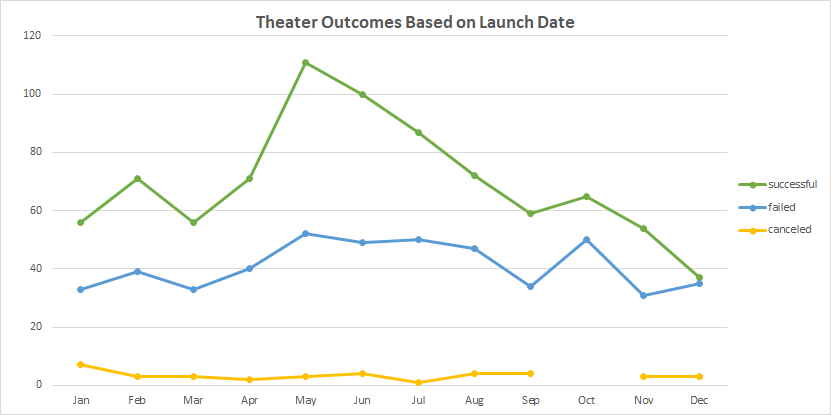 Theater Outcomes Based on Launch Date
120
100
80
60
40
20
0
Jan Feb Mar Apr May Jun Jul Aug Sep Oct Nov Dec
successful
failed
canceled